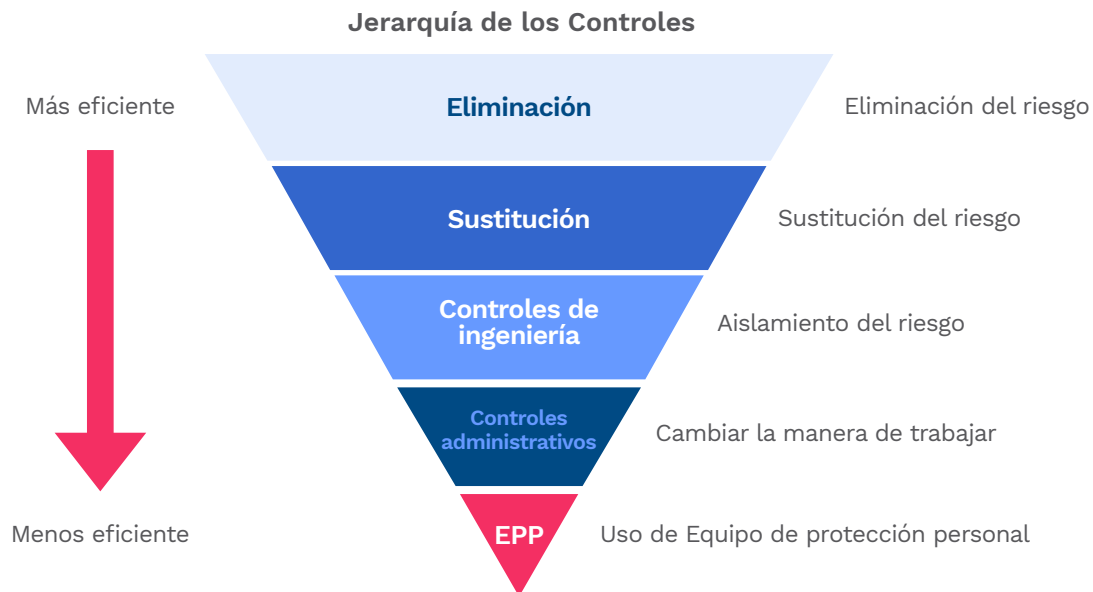 Jerarquía de los Controles
Más eficiente
Eliminación
Eliminación del riesgo
Sustitución
Sustitución del riesgo
Controles de
ingeniería
Aislamiento del riesgo
Controles
administrativos
Cambiar la manera de trabajar
Menos eficiente
EPP
Uso de Equipo de protección personal